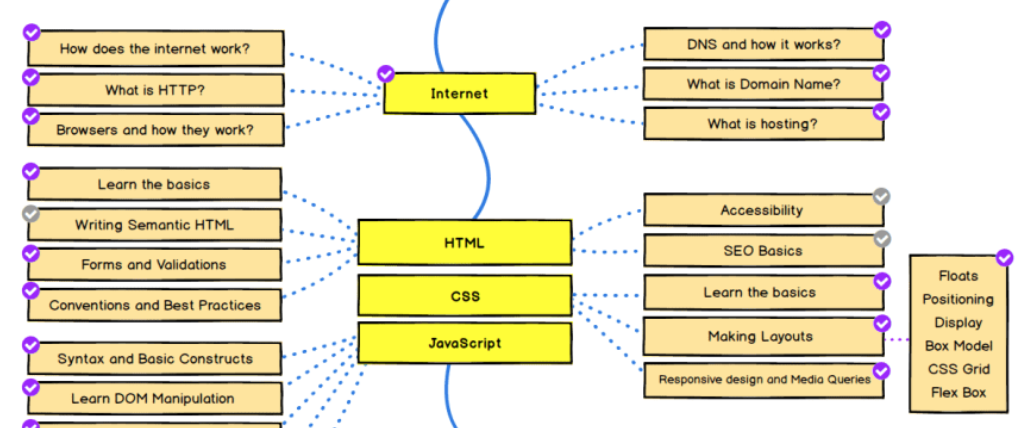 How does the internet work?
What is HTTP?
Browsers and how they work?
Internet
DNS and how it works?
What is Domain Name?
What is hosting?
Learn the basics
Writing Semantic HTML
Forms and Validations
Conventions and Best Practices
HTML
Accessibility
SEO Basics
CSS
Learn the basics
Making Layouts
Responsive design and Media Queries
Floats
Positioning
Display
Box Model
CSS Grid
Flex Box
JavaScript
Syntax and Basic Constructs
Learn DOM Manipulation